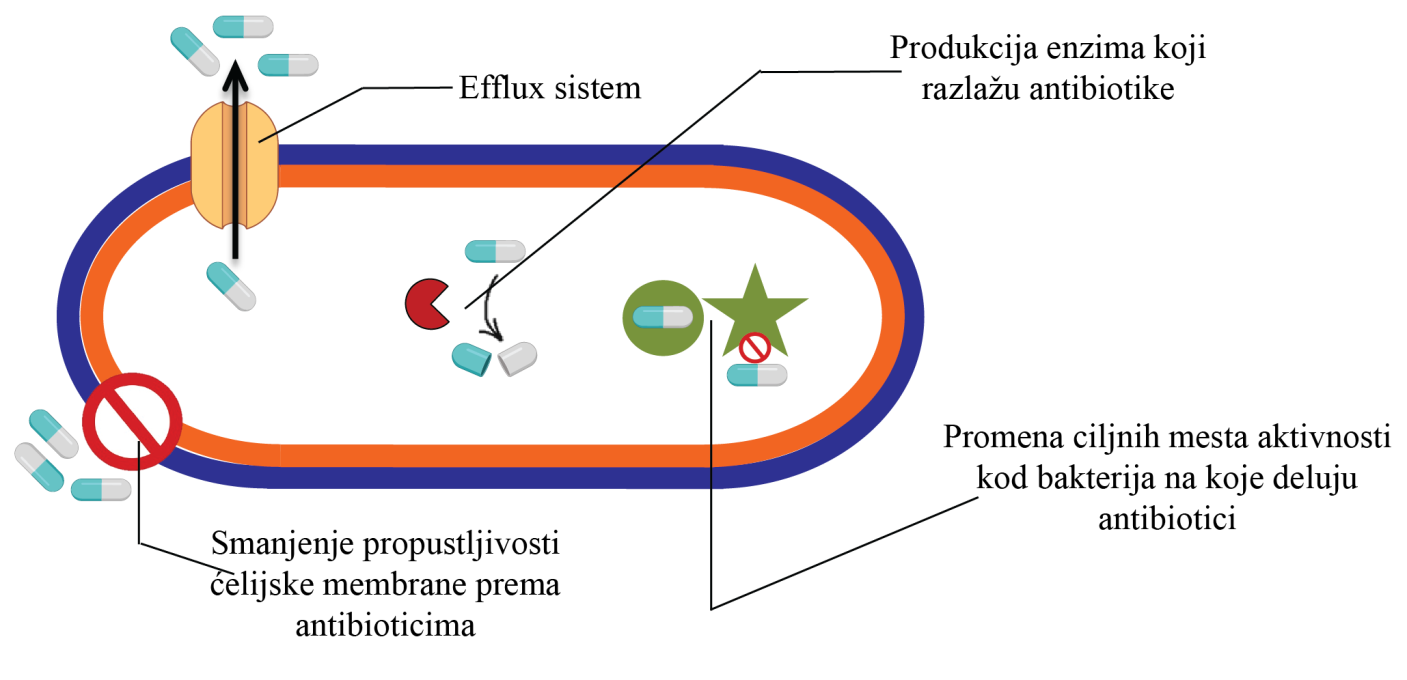 Efflux sistem
Produkcija enzima koji
razlažu antibiotike
Promena ciljnih mesta aktivnosti
kod bakterija na koje deluju
antibiotici
Smanjenje propustljivosti
ćelijske membrane prema
antibioticima